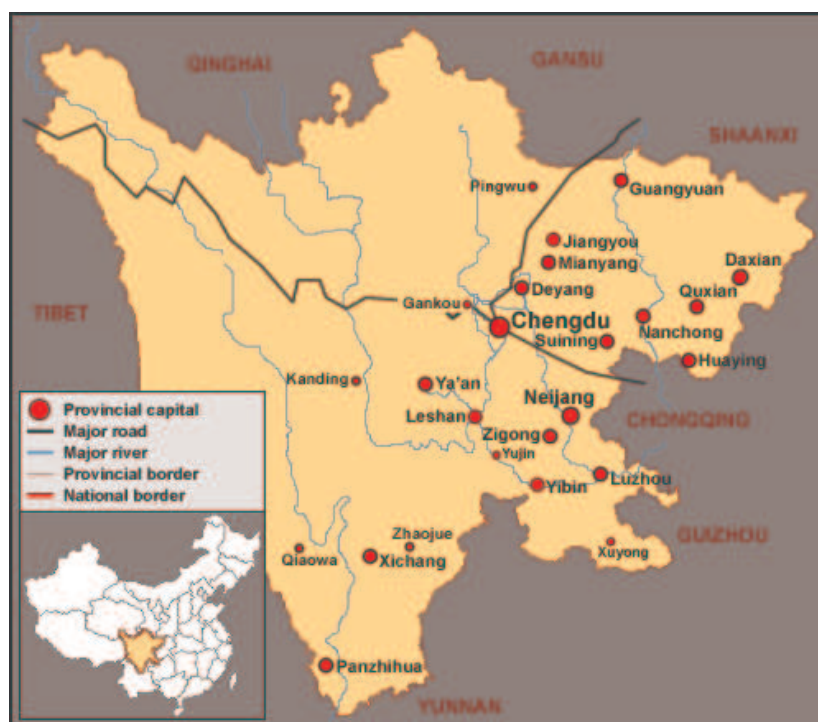 QINGHAI
GANSU
SHAANXI
Pingwu
Guangyuan
Jiangyou
Mianyang
Daxian
Deyang
Quxian
TIBET
Gankou
Chengdu
Nanchong
Suining
Huaying
Kanding
Ya'an
Neijang
Leshan
CHONGQING
Zigong
Yujin
Luzhou
Yibin
GUIZHOU
Xuyong
Zhaojue
Qiaowa
Xichang
Panzhihua
YUNNAN
Provincial capital
Major road
Major river
Provincial border
National border